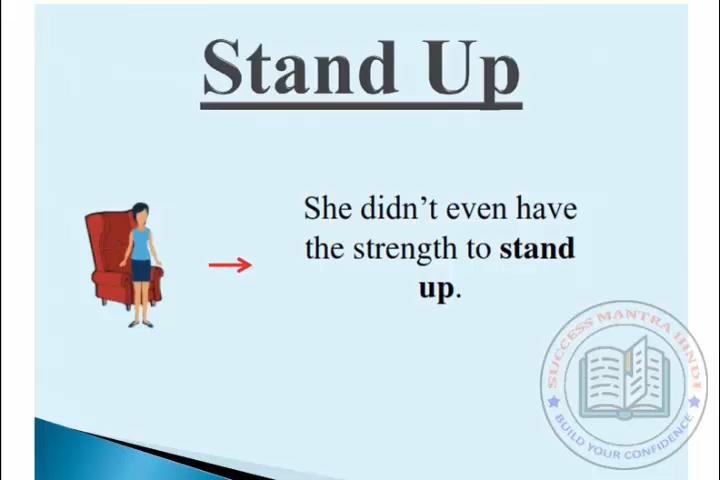 Stand Up
She didn’t even have
the strength to stand
up.
SUCCESS MANTRA HINDI
BUILD YOUR CONFIDENCE